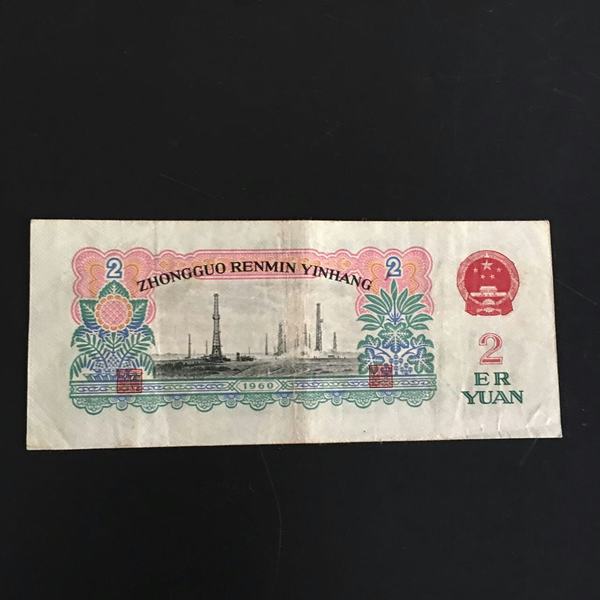 2 2
ZHONGGUO RENMIN YINHANG
1960
2
ER
YUAN